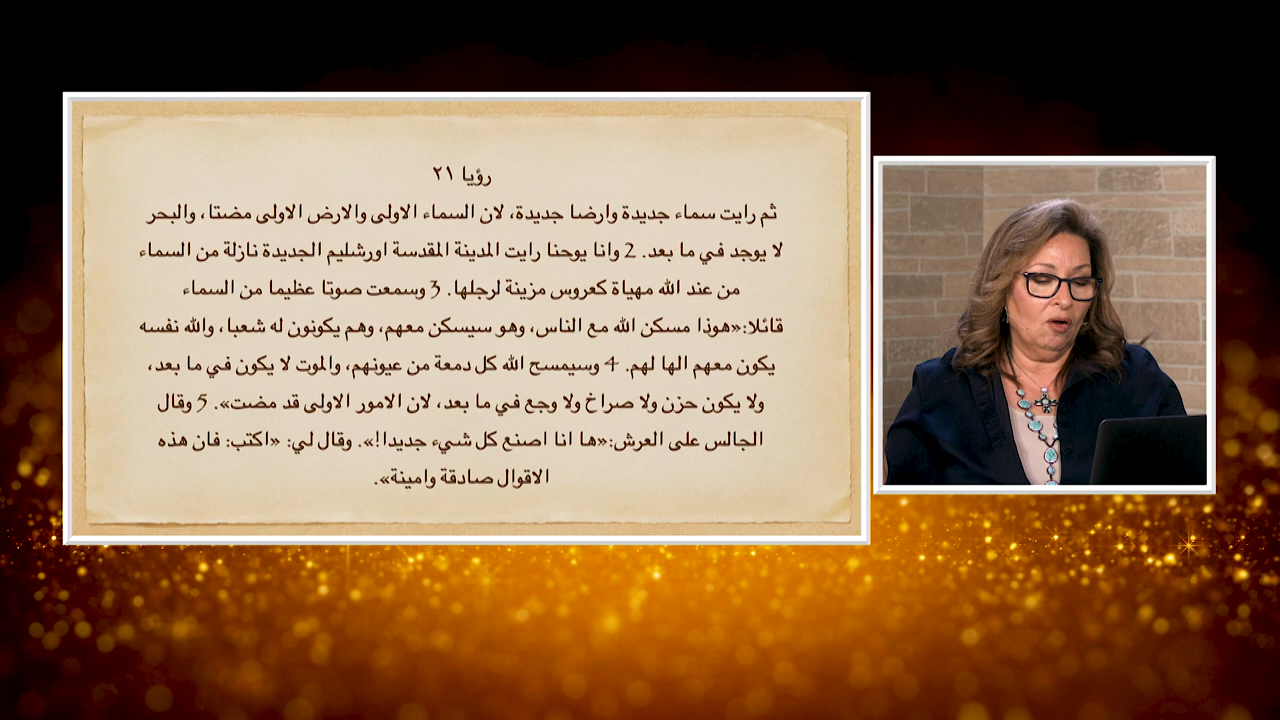 رؤيا ٢١
ثم رايت سماء جديدة وارضا جديدة، لان السماء الاولى والارض الاولى مضتا، والبحر
لا يوجد في ما بعد. 2 وانا يوحنا رايت المدينة المقدسة اورشليم الجديدة نازلة من السماء
من عند الله مهياة كعروس مزينة لرجلها. 3 وسمعت صوتا عظيما من السماء
قائلا:«هوذا مسكن الله مع الناس، وهو سيسكن معهم، وهم يكونون له شعبا، والله نفسه
يكون معهم الها لهم. 4 وسيمسح الله كل دمعة من عيونهم، والموت لا يكون في ما بعد،
ولا يكون حزن ولا صراخ ولا وجع في ما بعد، لان الامور الاولى قد مضت». 5 وقال
الجالس على العرش:«ها انا اصنع كل شيء جديدا!». وقال لي: «اكتب: فان هذه
الاقوال صادقة وامينة».